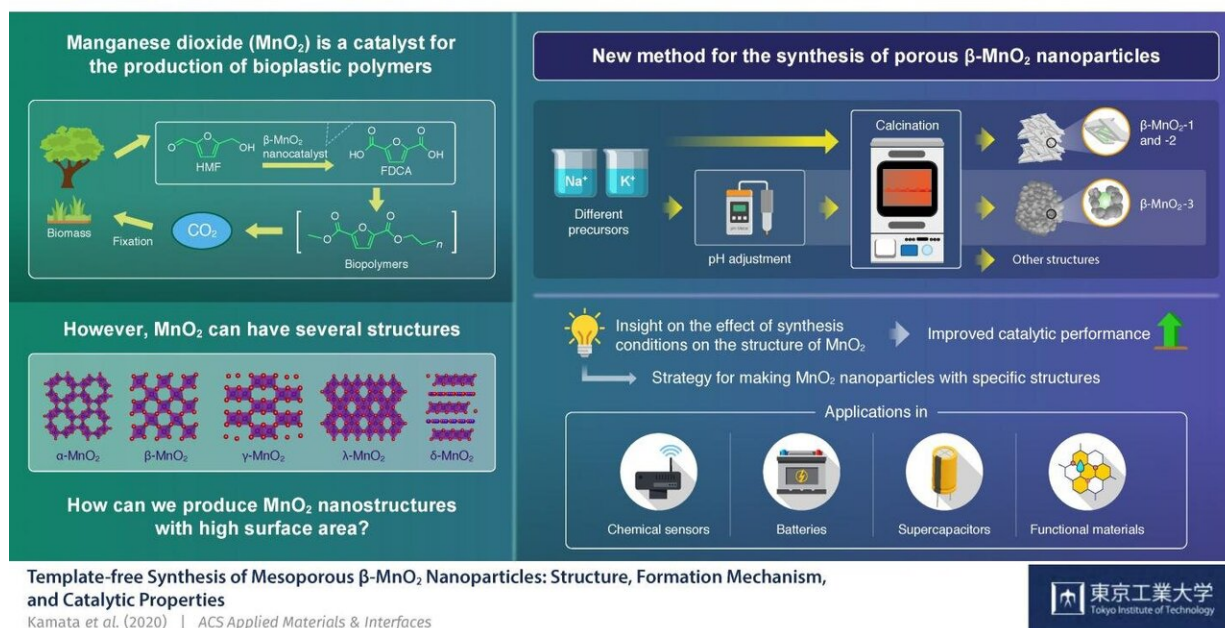 Manganese dioxide (MnO₂) is a catalyst for
the production of bioplastic polymers
O
O
OH
HMF
β-MnO₂
nanocatalyst
O
O
O
HO
OH
FDCA
Biomass
Fixation
CO₂
O
O
O
O
O
n
Biopolymers
However, MnO₂ can have several structures
α-MnO₂
β-MnO₂
γ-MnO₂
λ-MnO₂
δ-MnO₂
How can we produce MnO₂ nanostructures
with high surface area?
New method for the synthesis of porous β-MnO₂ nanoparticles
Na⁺
K⁺
Different
precursors
pH adjustment
Calcination
β-MnO₂-1
and -2
β-MnO₂-3
Other structures
Insight on the effect of synthesis
conditions on the structure of MnO₂
Improved catalytic performance
Strategy for making MnO₂ nanoparticles with specific structures
Applications in
Chemical sensors
Batteries
Supercapacitors
Functional materials
Template-free Synthesis of Mesoporous β-MnO₂ Nanoparticles: Structure, Formation Mechanism,
and Catalytic Properties
Kamata et al. (2020) | ACS Applied Materials & Interfaces
東京工業大学
Tokyo Institute of Technology